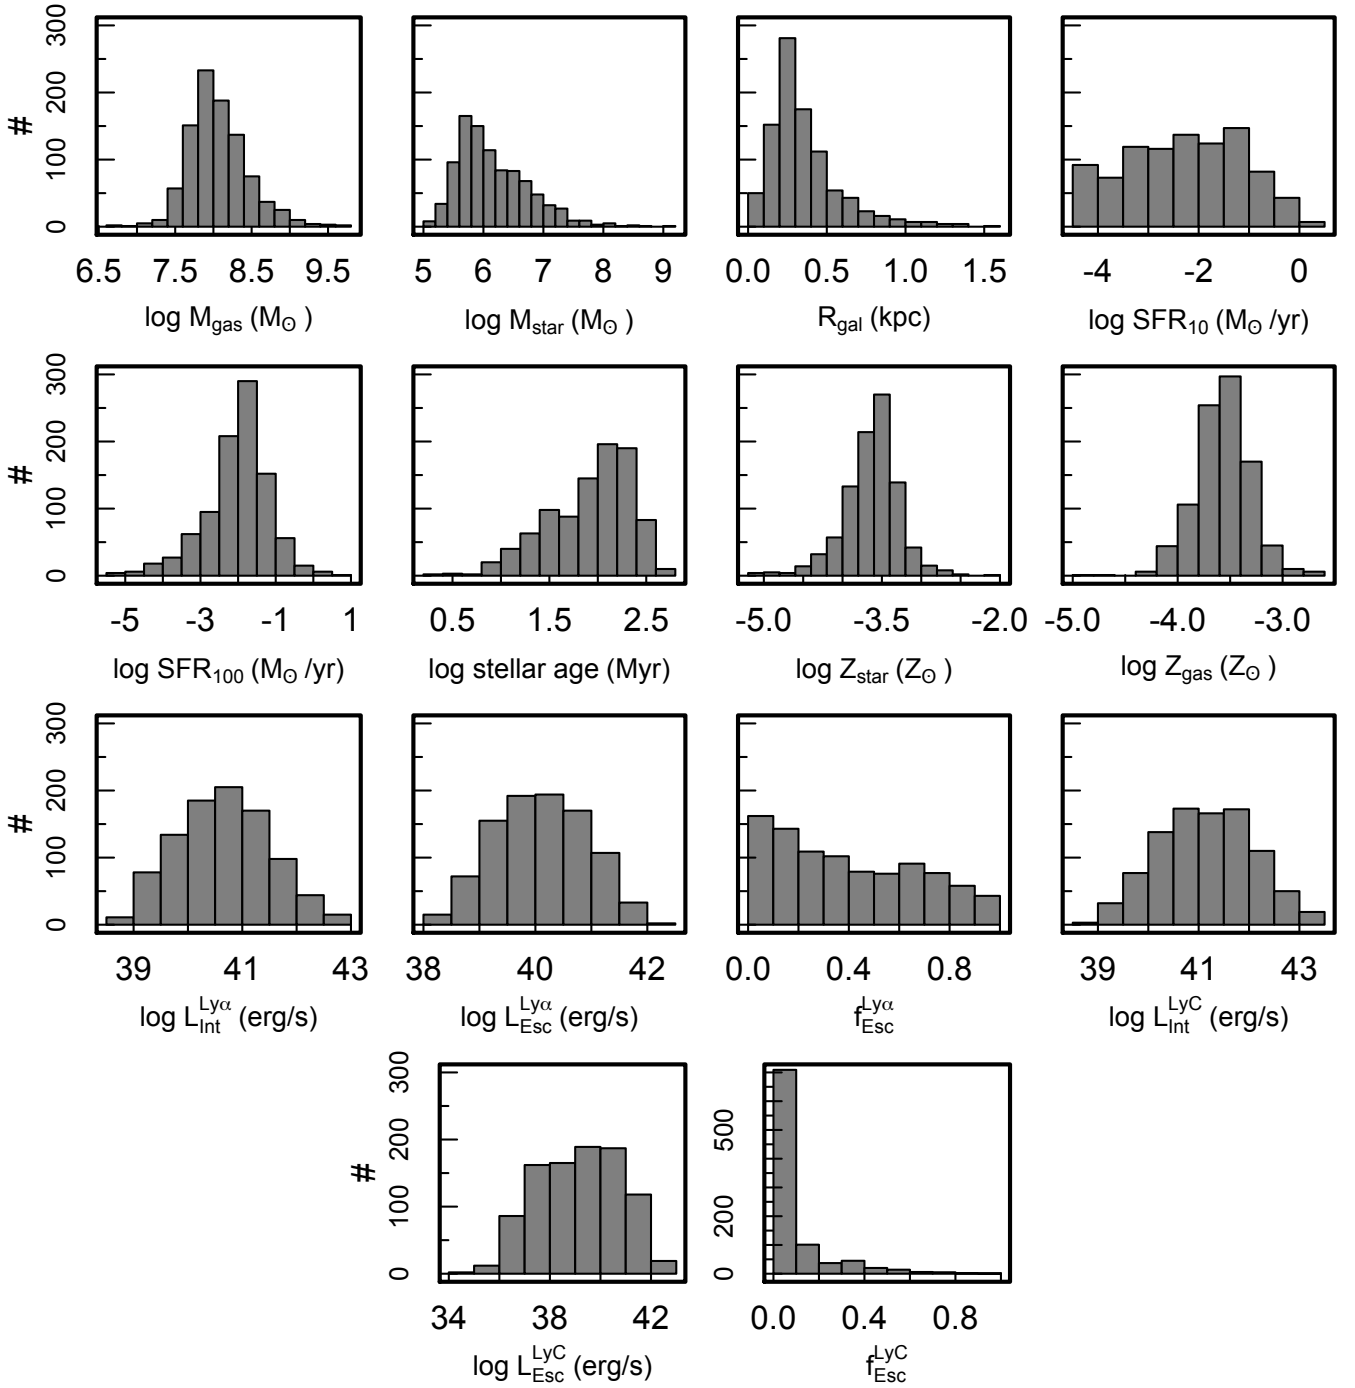 # 0 100 200 300
6.5 7.5 8.5 9.5
5 6 7 8 9
0.0 0.5 1.0 1.5
-4 -2 0
log M_gas (M⊙ )
log M_star (M⊙ )
R_gal (kpc)
log SFR_10 (M⊙ /yr)
# 0 100 200 300
-5 -3 -1 1
0.5 1.5 2.5
-5.0 -3.5 -2.0
-5.0 -4.0 -3.0
log SFR_100 (M⊙ /yr)
log stellar age (Myr)
log Z_star (Z⊙ )
log Z_gas (Z⊙ )
# 0 100 200 300
39 41 43
38 40 42
0.0 0.4 0.8
39 41 43
log L_Int^Lyα (erg/s)
log L_Esc^Lyα (erg/s)
f_Esc^Lyα
log L_Int^LyC (erg/s)
# 0 100 200 300
0 200 500
34 38 42
0.0 0.4 0.8
log L_Esc^LyC (erg/s)
f_Esc^LyC